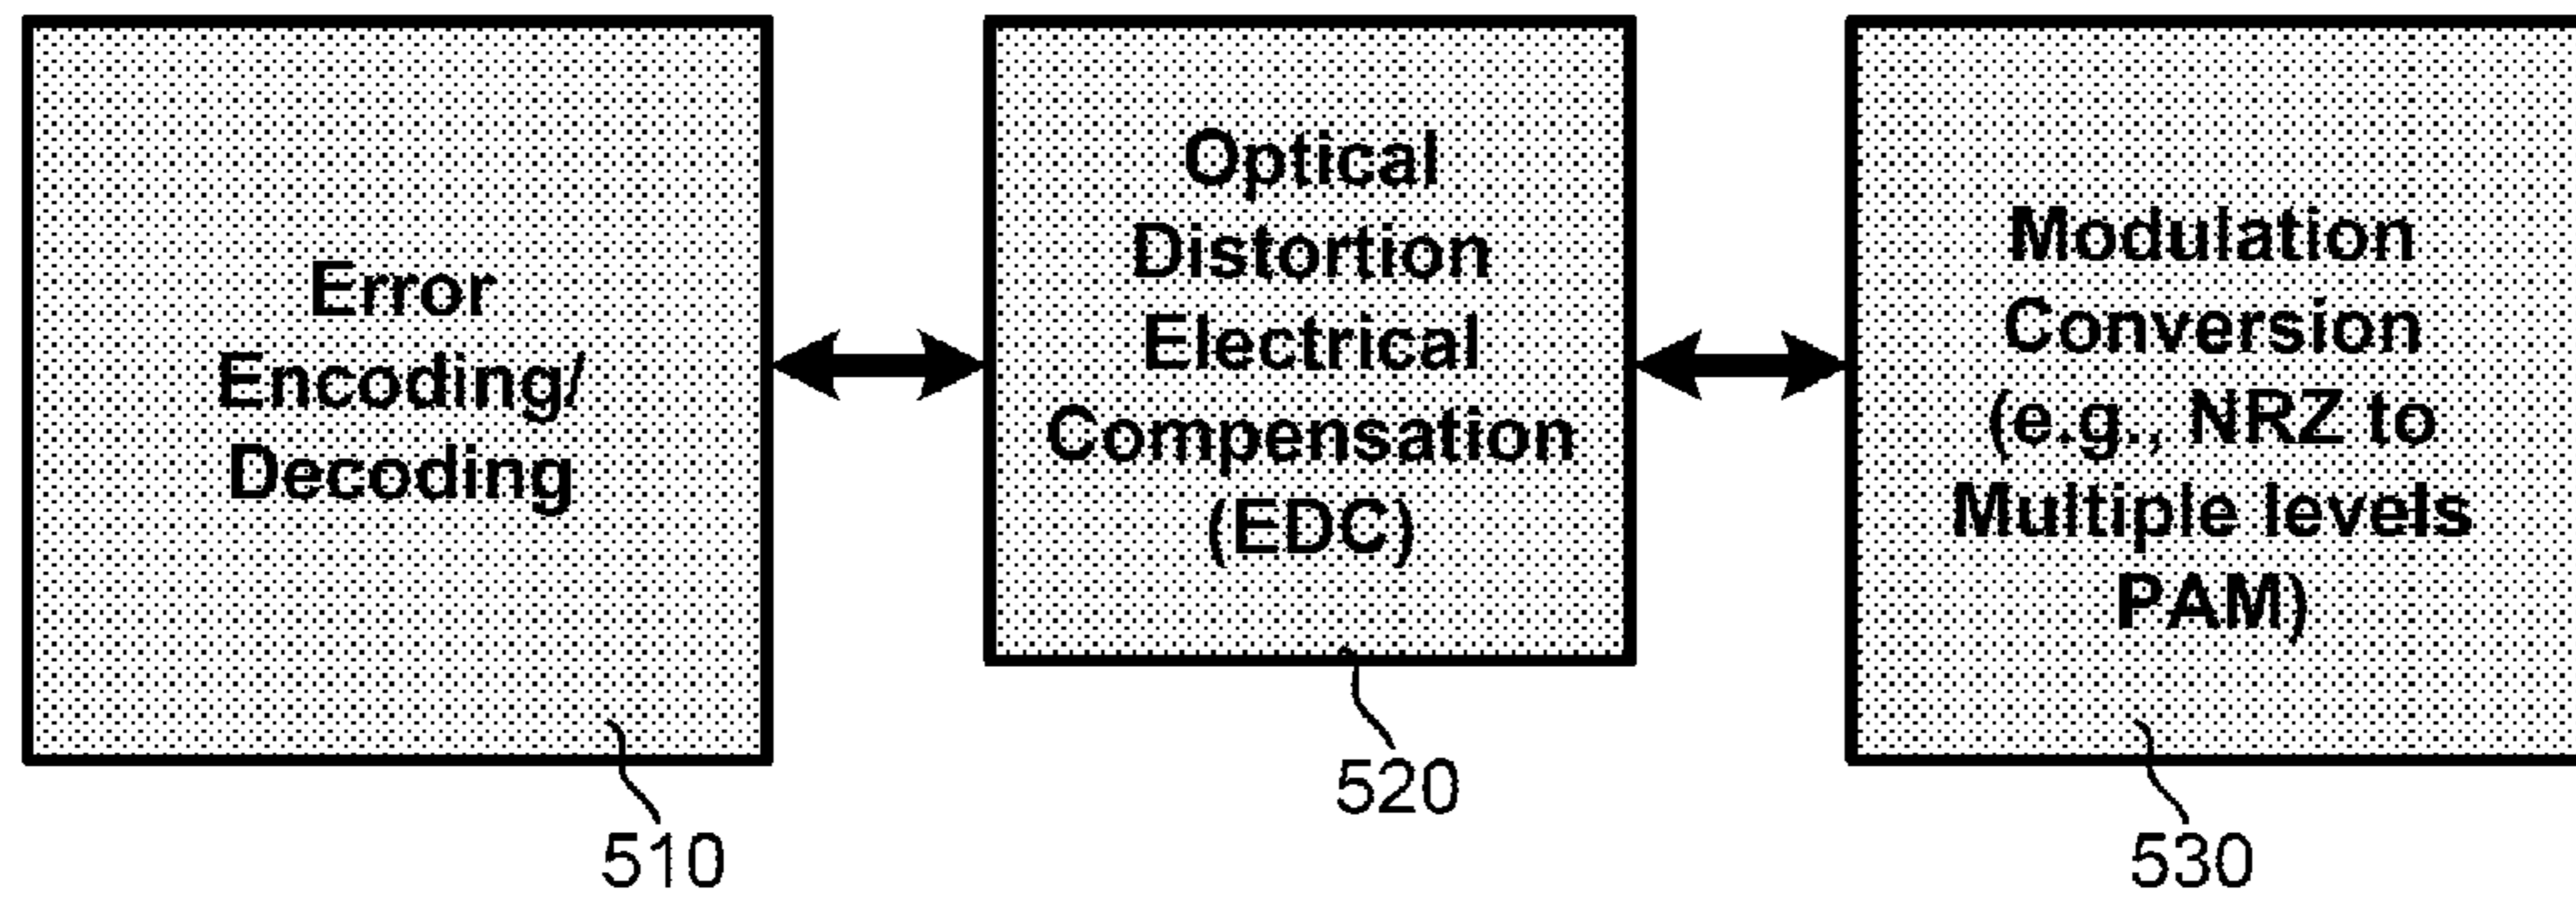 Error
Encoding/
Decoding
510
Optical
Distortion
Electrical
Compensation
(EDC)
520
Modulation
Conversion
(e.g., NRZ to
Multiple levels
PAM)
530